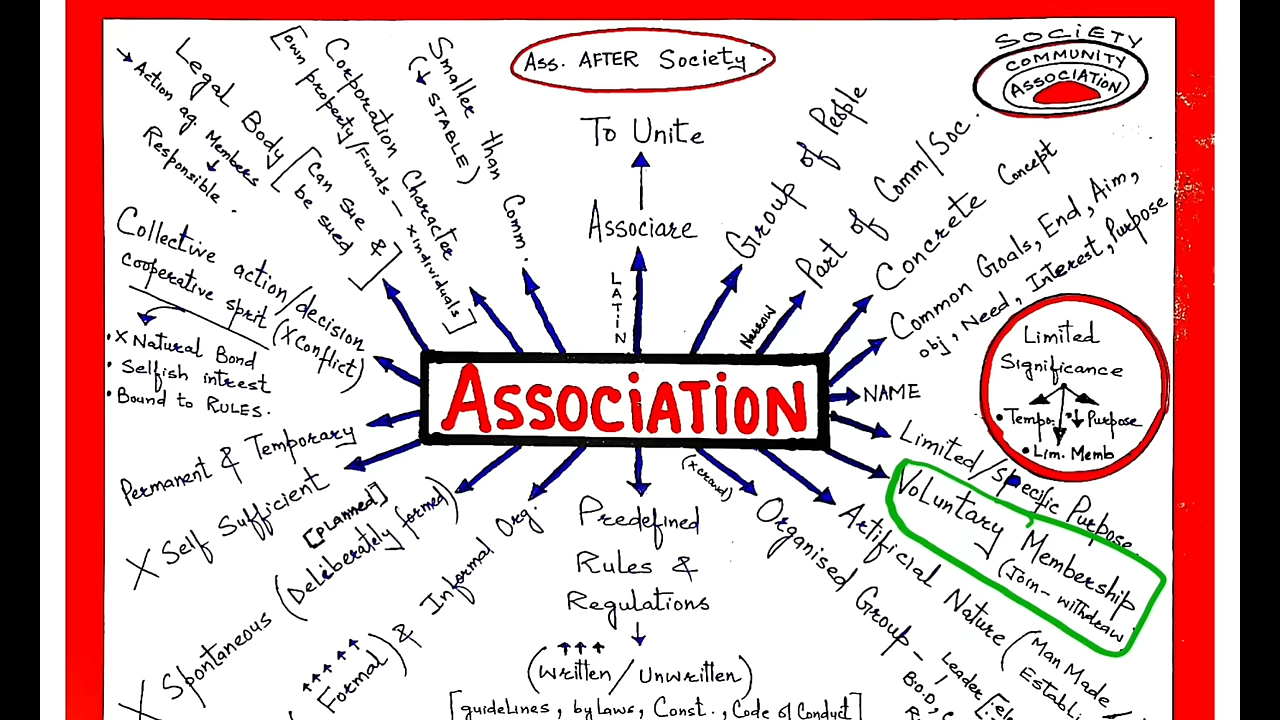 Ass. AFTER Society.
SOCiETY
COMMUNITY
ASSOCiATiON
To Unite
Associare
LATiN
ASSOCiATiON
Group of People
Narrow
Part of Comm/Soc.
Concrete Concept
Common Goals, End, Aim,
obj, Need, Interest, Purpose
NAME
Limited
Significance
• Tempo.
↓ Purpose
• Lim. Memb
Limited/specific Purpose.
Voluntary Membership
(Join-withdraw
Artificial Nature (Man Made/
Establi
(x crowd)
Organised Group - Leader
B.O.D,
Predefined
Rules &
Regulations
↓
(written / Unwritten)
[guidelines, bylaws, Const., Code of Conduct]
Formal) & Informal Org.
X Spontaneous (Deliberately formed)
[planned]
X Self Sufficient
Permanent & Temporary
Collective action/decision
cooperative spirit (X Conflict)
• X Natural Bond
• Selfish interest
• Bound to RULES.
Legal Body [can sue &
be sued]
→ Action ag. Members
↓
Responsible.
Corporation Character
[own property/Funds - x individuals]
Smaller than Comm.
(↓ STABLE)